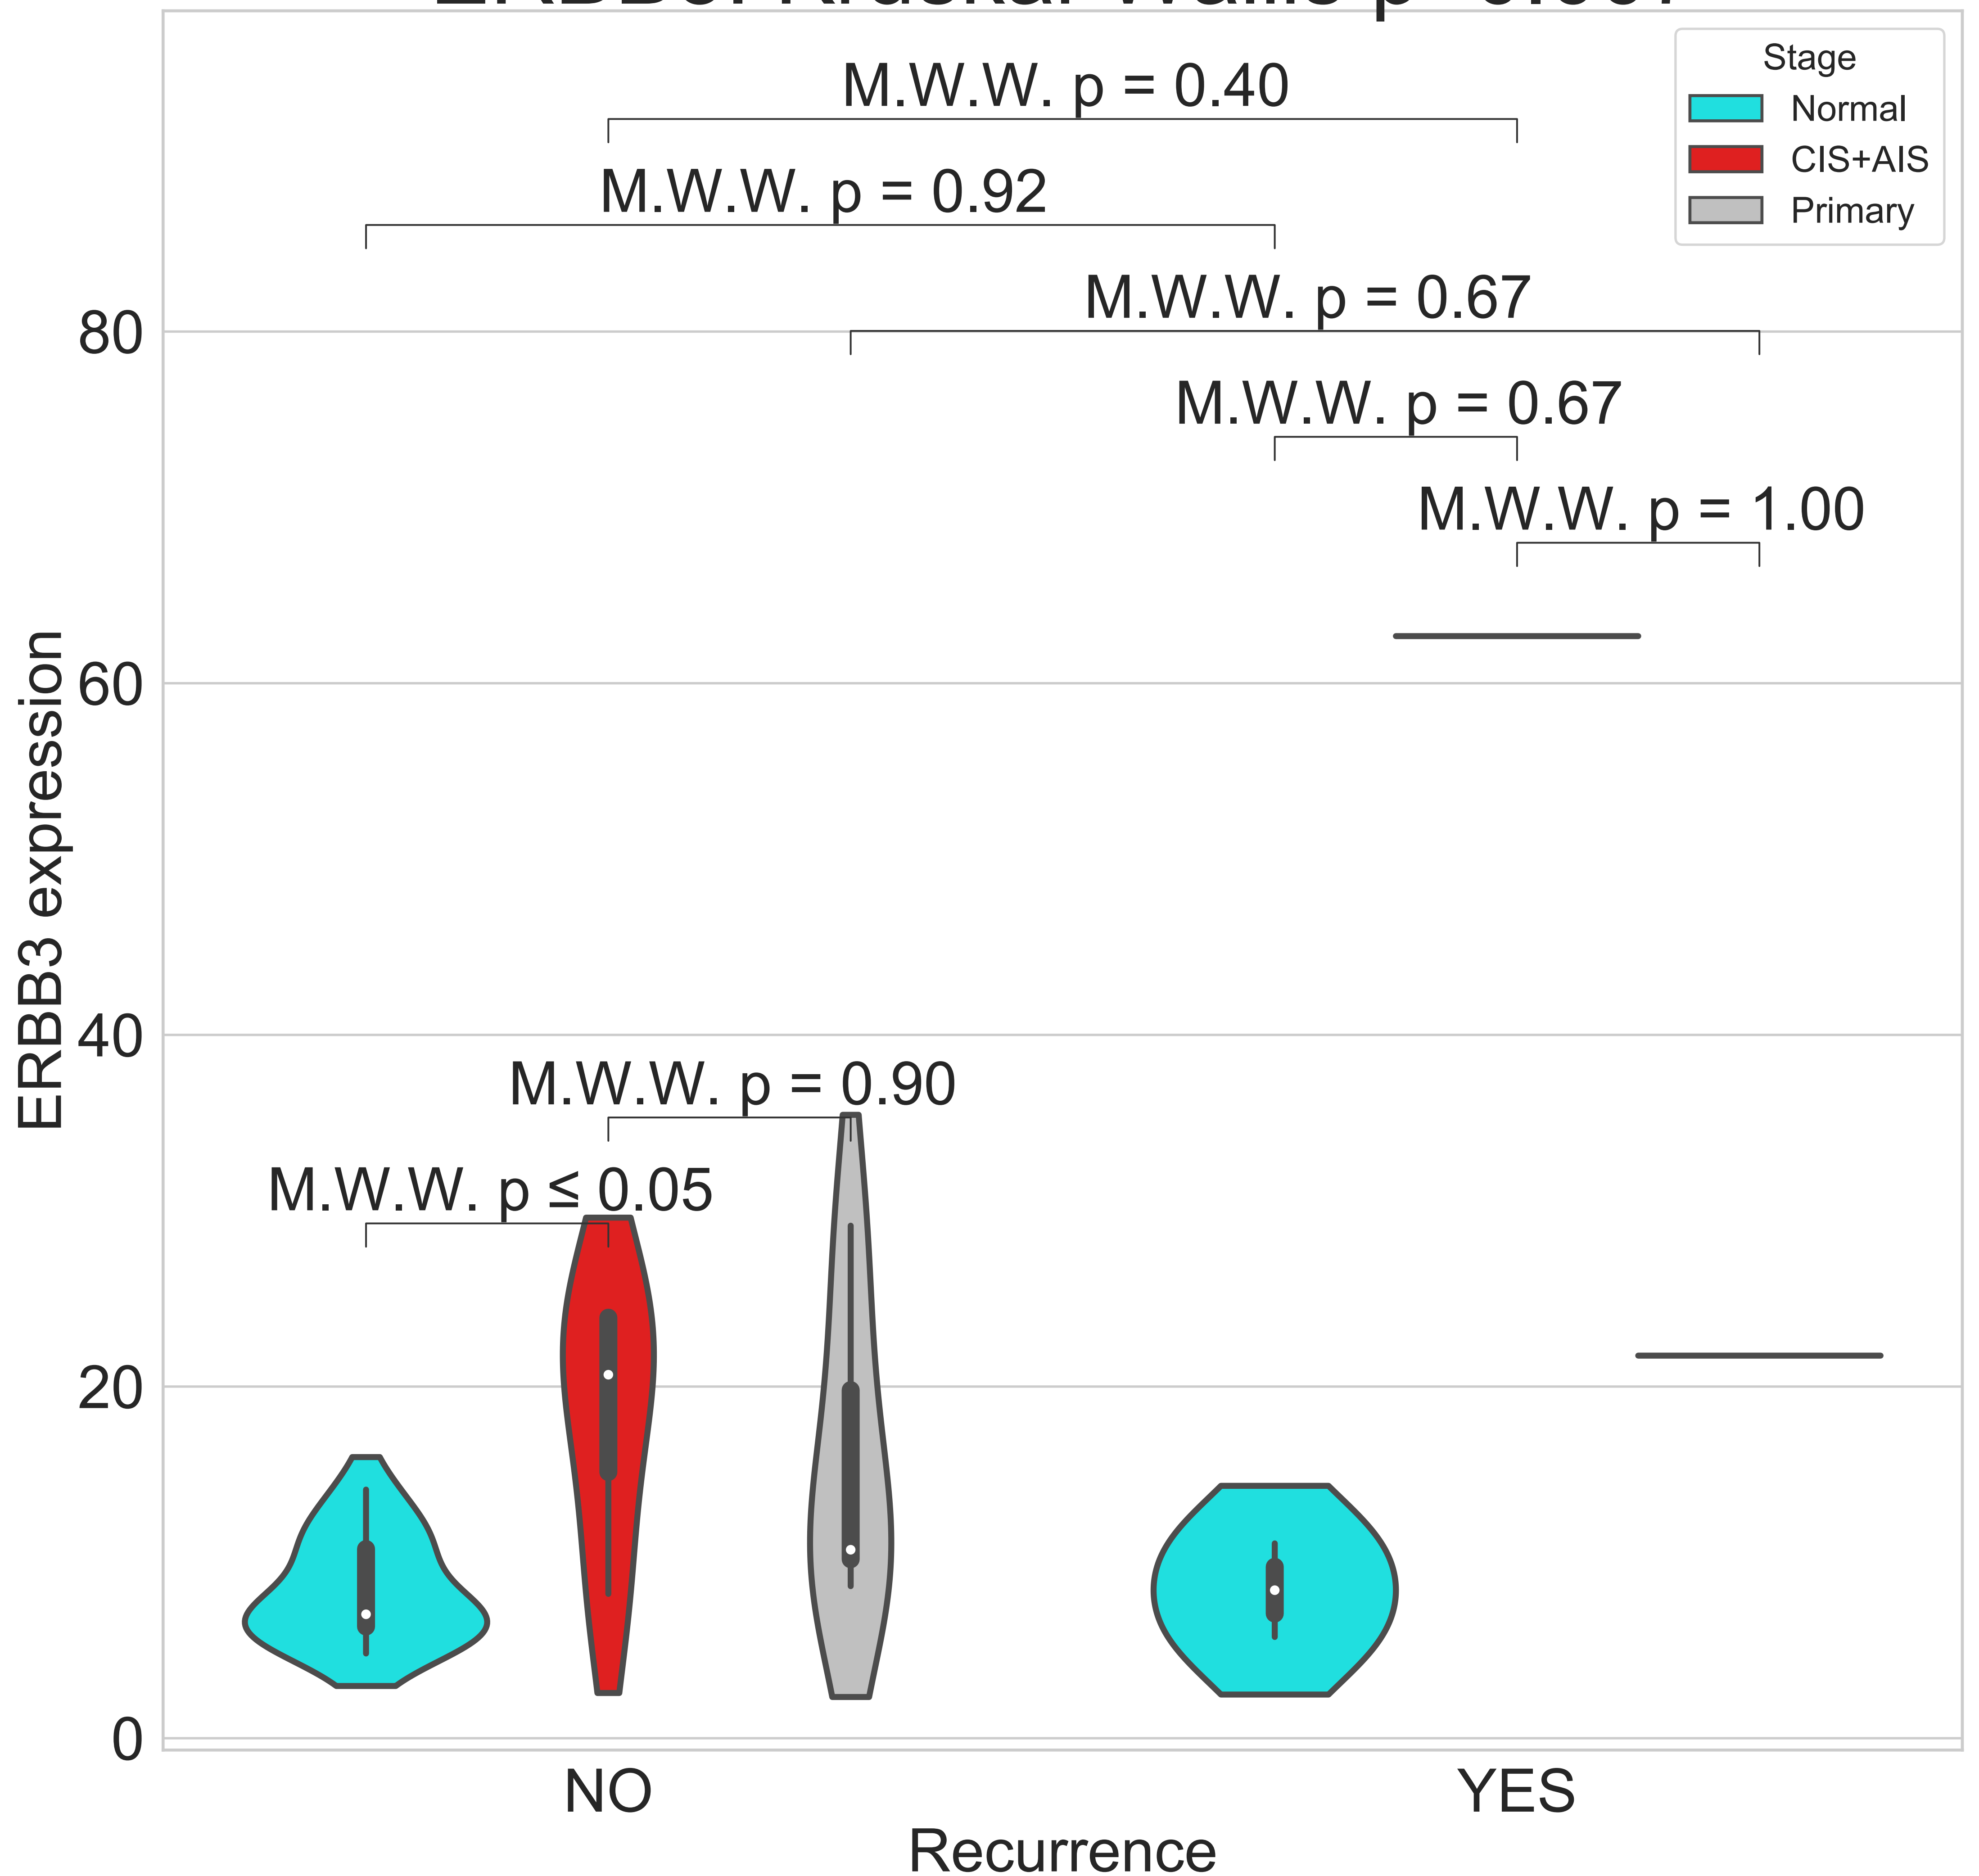 Stage
Normal
CIS+AIS
Primary
M.W.W. p = 0.40
M.W.W. p = 0.92
M.W.W. p = 0.67
M.W.W. p = 0.67
M.W.W. p = 1.00
M.W.W. p = 0.90
M.W.W. p ≤ 0.05
ERBB3 expression
80
60
40
20
0
NO
YES
Recurrence